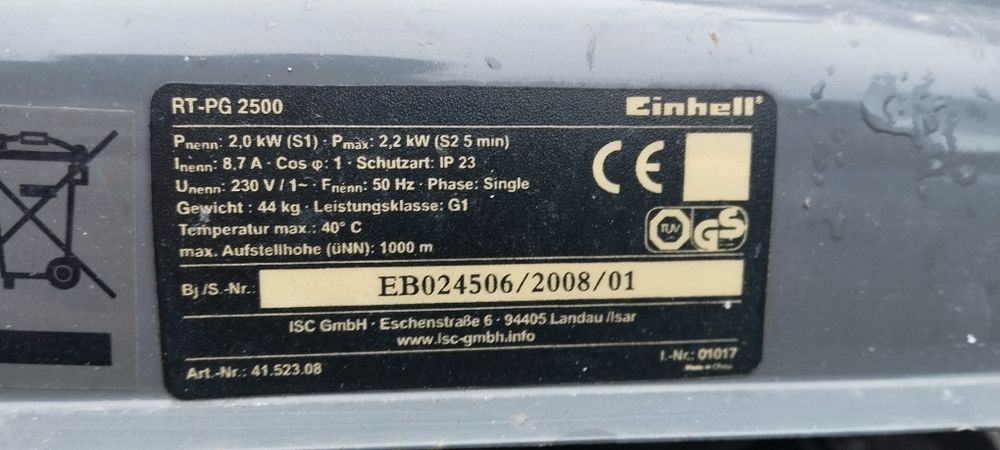 RT-PG 2500
Einhell®
Pnenn: 2,0 kW (S1) · Pmax: 2,2 kW (S2 5 min)
Inenn: 8,7 A · Cos φ: 1 · Schutzart: IP 23
Unenn: 230 V / 1~ · Fnenn: 50 Hz · Phase: Single
Gewicht : 44 kg · Leistungsklasse: G1
Temperatur max.: 40° C
max. Aufstellhöhe (üNN): 1000 m
CE
TÜV GS
Bj./S.-Nr.: EB024506/2008/01
ISC GmbH · Eschenstraße 6 · 94405 Landau /Isar
www.isc-gmbh.info
Art.-Nr.: 41.523.08
I.-Nr.: 01017
Made in China